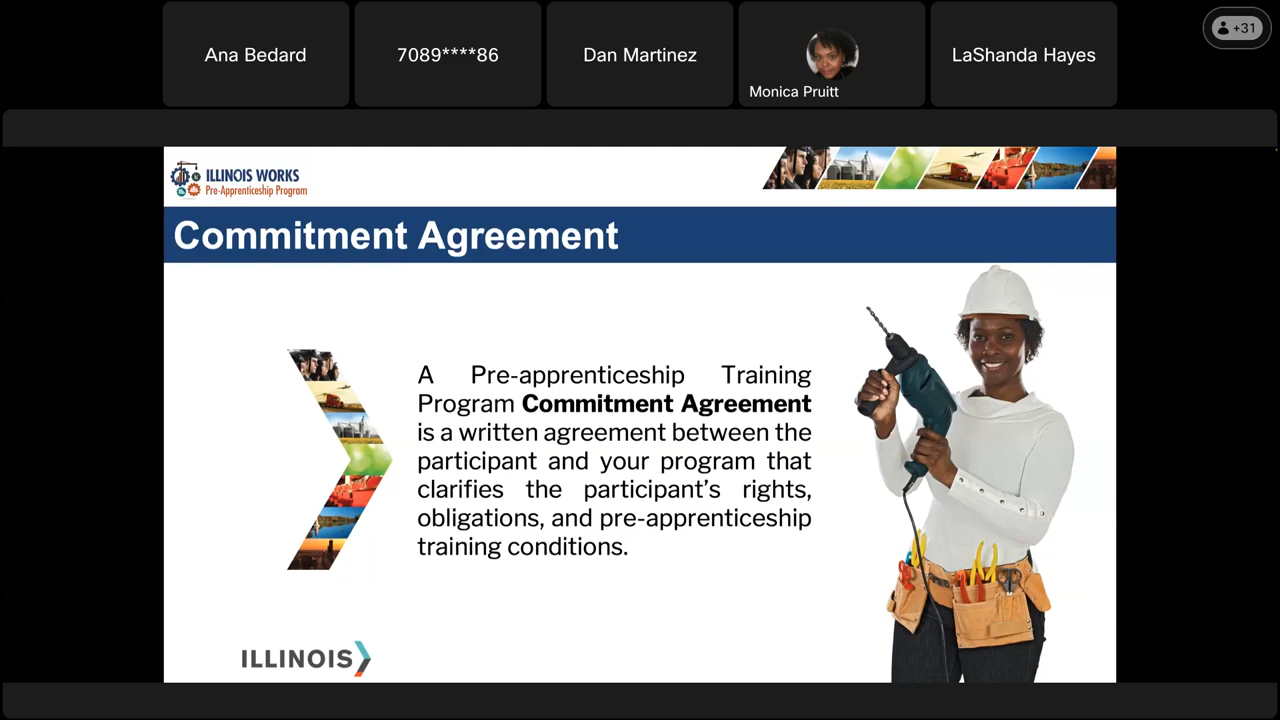 Ana Bedard
7089****86
Dan Martinez
Monica Pruitt
LaShanda Hayes
+31
ILLINOIS WORKS
Pre-Apprenticeship Program
Commitment Agreement
A Pre-apprenticeship Training
Program Commitment Agreement
is a written agreement between the
participant and your program that
clarifies the participant's rights,
obligations, and pre-apprenticeship
training conditions.
ILLINOIS